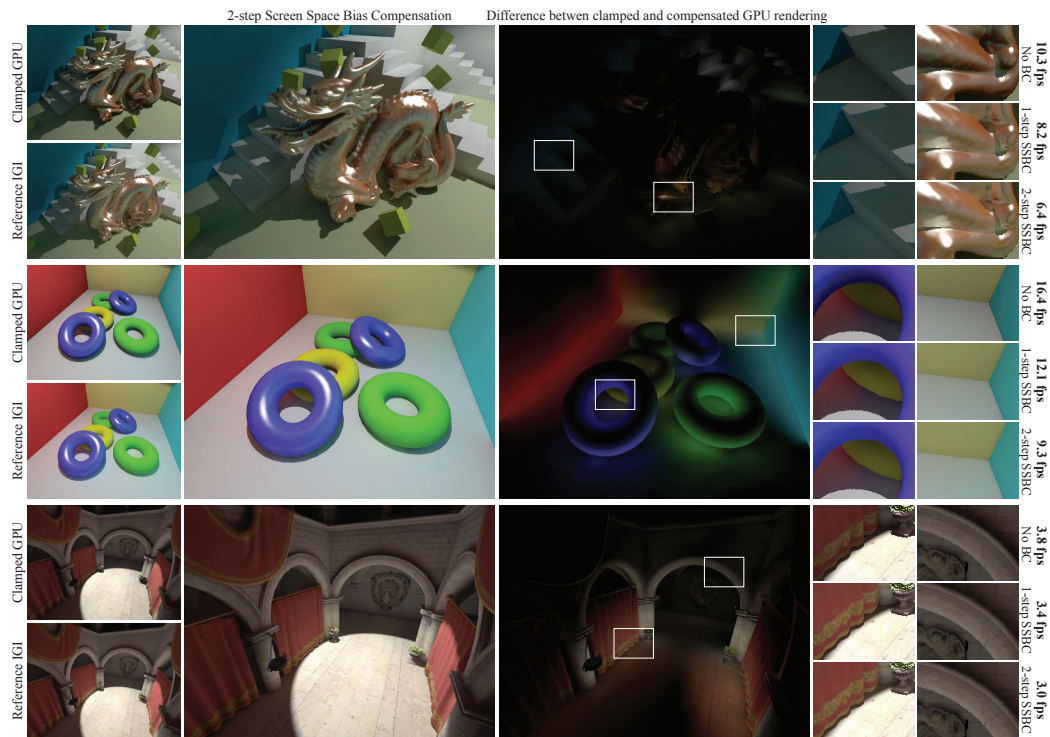 2-step Screen Space Bias Compensation
Difference betwen clamped and compensated GPU rendering
Clamped GPU
Reference IGI
10.3 fps
No BC
8.2 fps
1-step SSBC
6.4 fps
2-step SSBC
Clamped GPU
Reference IGI
16.4 fps
No BC
12.1 fps
1-step SSBC
9.3 fps
2-step SSBC
Clamped GPU
Reference IGI
3.8 fps
No BC
3.4 fps
1-step SSBC
3.0 fps
2-step SSBC